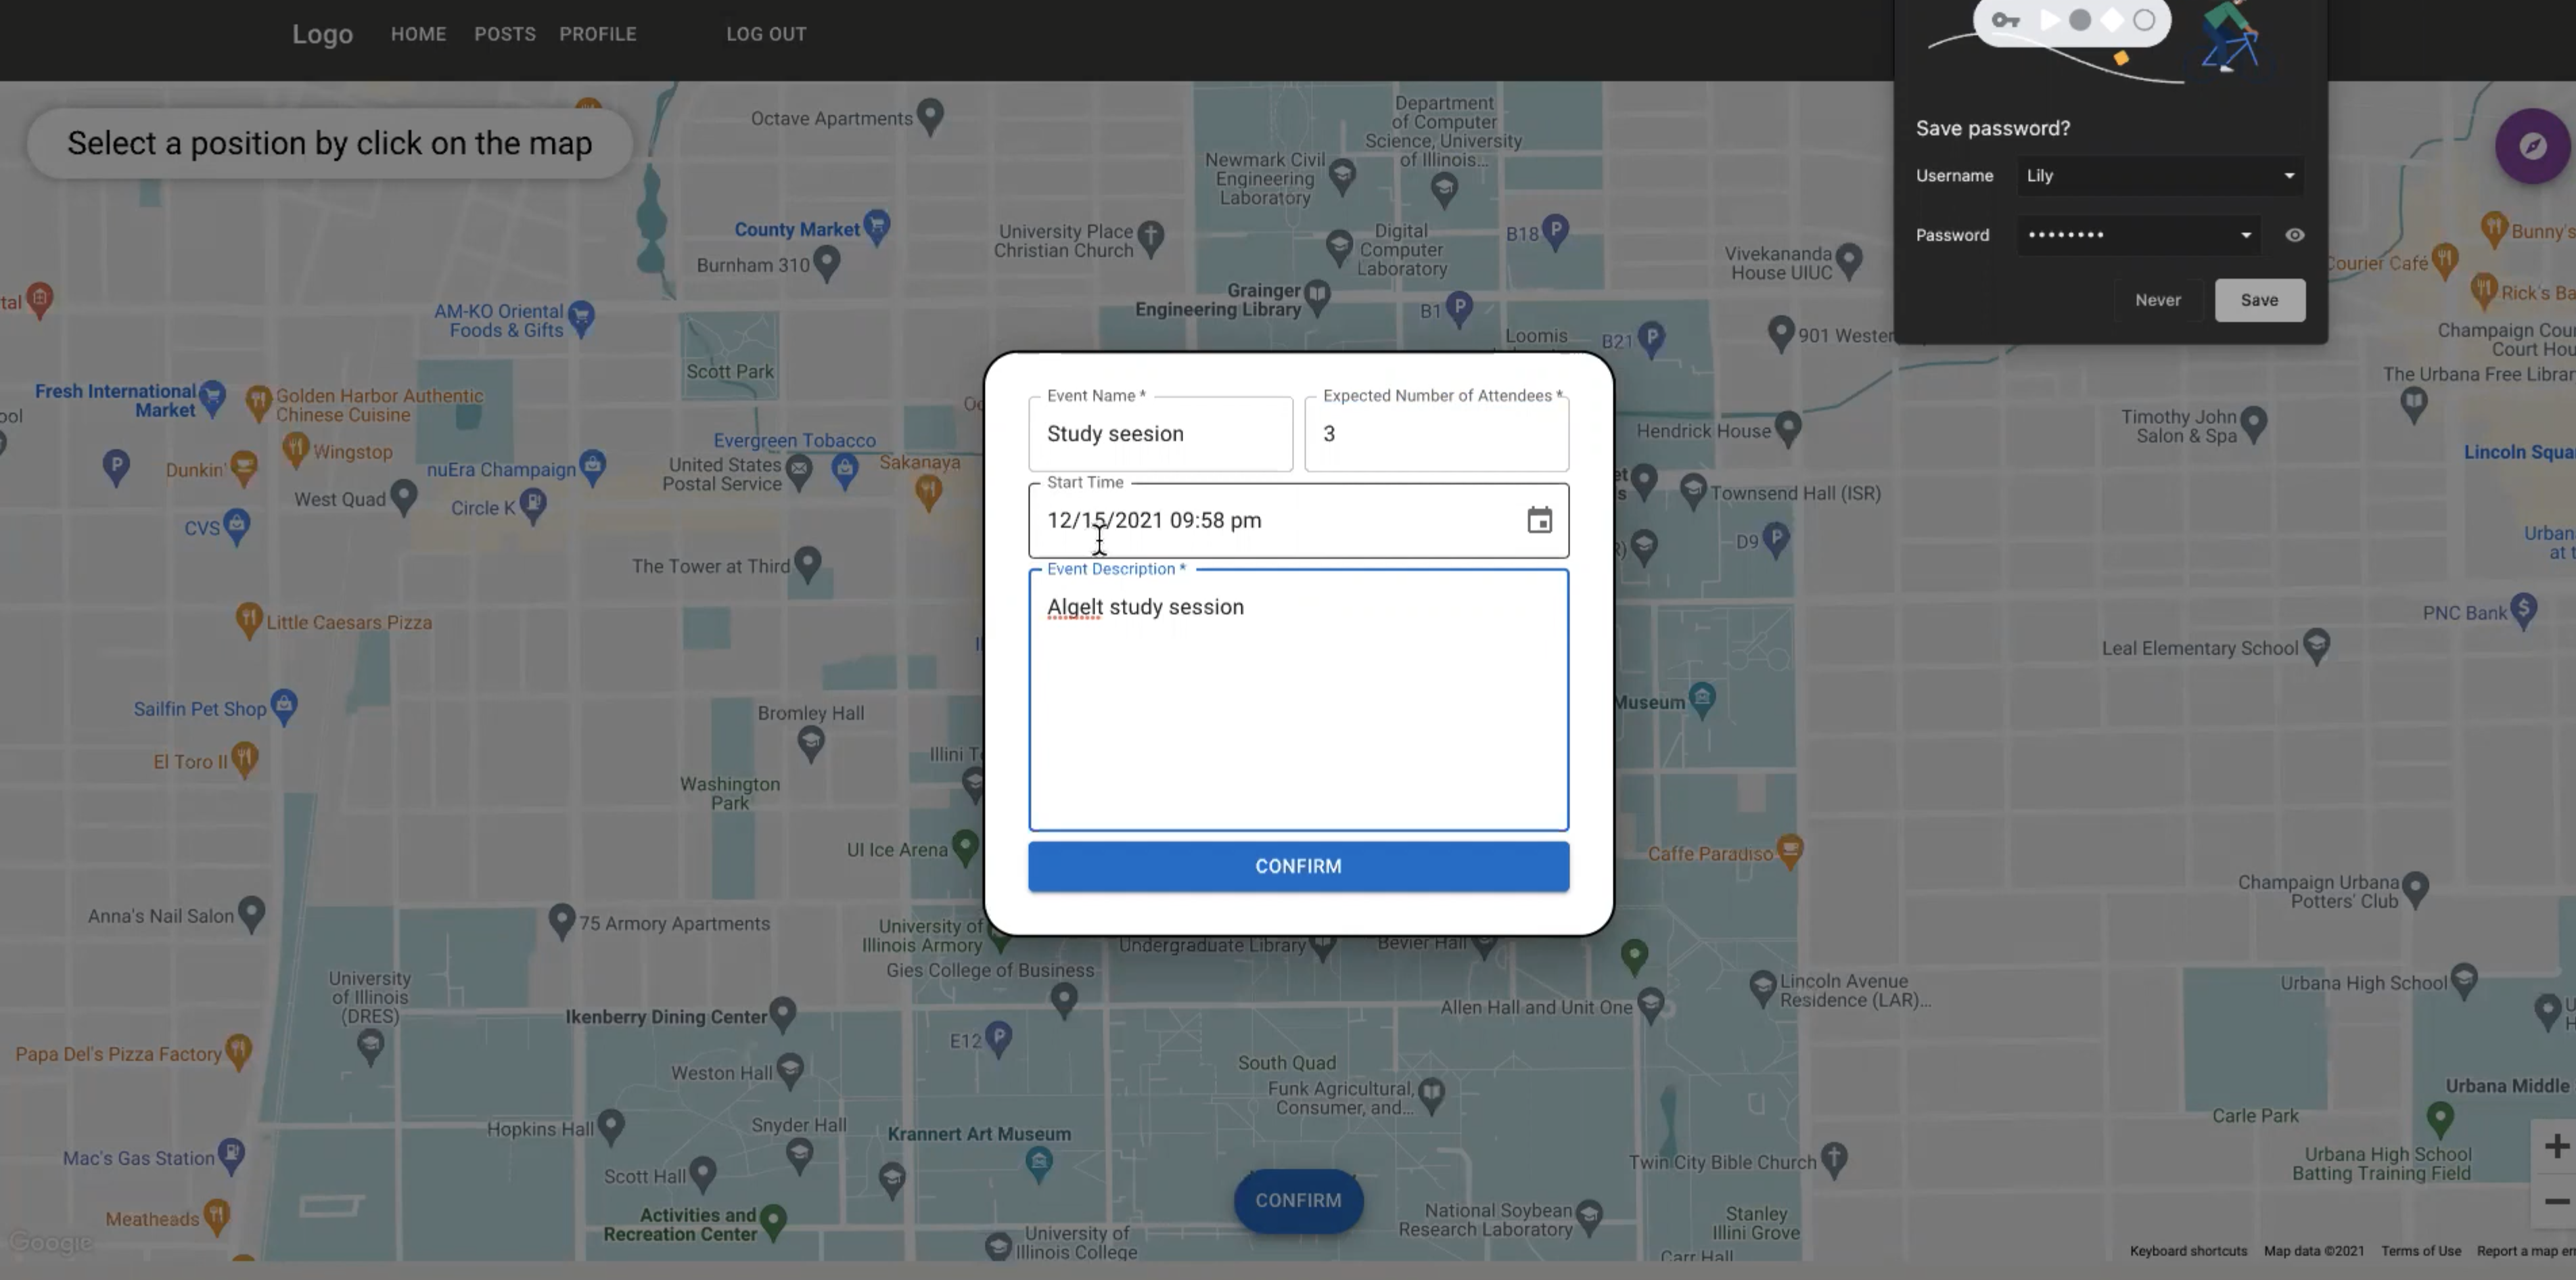 Logo
HOME
POSTS
PROFILE
LOG OUT
Select a position by click on the map
Save password?
Username
Lily
Password
Never
Save
Octave Apartments
Department
of Computer
Science, University
of Illinois...
Newmark Civil
Engineering
Laboratory
County Market
Burnham 310
University Place
Christian Church
Digital
Computer
Laboratory
B18
Vivekananda
House UIUC
Bunny's
Courier Café
Rick's Ba
Grainger
Engineering Library
B1
Loomis
B21
901 Wester
Champaign Cou
Court Hou
The Urbana Free Librar
tal
AM-KO Oriental
Foods & Gifts
Scott Park
Fresh International
Market
Golden Harbor Authentic
Chinese Cuisine
ool
Wingstop
Dunkin'
Evergreen Tobacco
nuEra Champaign
United States
Postal Service
Sakanaya
West Quad
Circle K
CVS
Hendrick House
Townsend Hall (ISR)
Timothy John
Salon & Spa
Lincoln Squa
Urban
at t
D9
The Tower at Third
Event Name *
Study seesion
Expected Number of Attendees *
3
Start Time
12/15/2021 09:58 pm
Event Description *
Algelt study session
CONFIRM
Little Caesars Pizza
PNC Bank
Leal Elementary School
Sailfin Pet Shop
Bromley Hall
Museum
El Toro II
Illini T
Washington
Park
UI Ice Arena
Caffe Paradiso
Champaign Urbana
Potters' Club
Anna's Nail Salon
75 Armory Apartments
University of
Illinois Armory
Undergraduate Library
Bevier Hall
Gies College of Business
University
of Illinois
(DRES)
Lincoln Avenue
Residence (LAR)...
Urbana High School
Allen Hall and Unit One
Ikenberry Dining Center
E12
Papa Del's Pizza Factory
Weston Hall
South Quad
Funk Agricultural,
Consumer, and...
Urbana Middle
Carle Park
Hopkins Hall
Snyder Hall
Krannert Art Museum
Mac's Gas Station
Scott Hall
Twin City Bible Church
Urbana High School
Batting Training Field
CONFIRM
Meatheads
Activities and
Recreation Center
University of
Illinois College
National Soybean
Research Laboratory
Stanley
Illini Grove
Carr Hall
Google
Keyboard shortcuts
Map data ©2021
Terms of Use
Report a map err